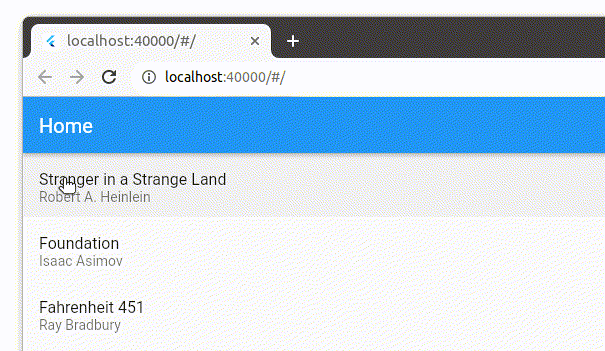 localhost:40000/#/
localhost:40000/#/
Home
Stranger in a Strange Land
Robert A. Heinlein
Foundation
Isaac Asimov
Fahrenheit 451
Ray Bradbury